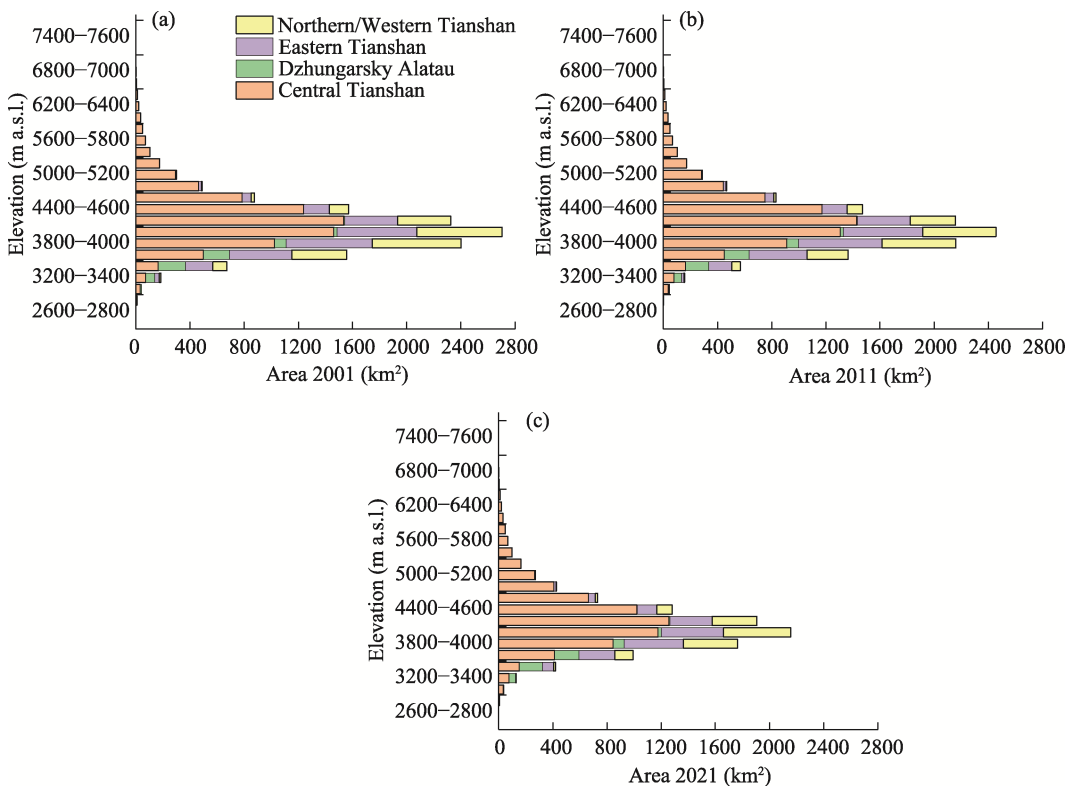 (a)
Northern/Western Tianshan
Eastern Tianshan
Dzhungarsky Alatau
Central Tianshan
Elevation (m a.s.l.)
7400−7600
6800−7000
6200−6400
5600−5800
5000−5200
4400−4600
3800−4000
3200−3400
2600−2800
0 400 800 1200 1600 2000 2400 2800
Area 2001 (km²)
(b)
Elevation (m a.s.l.)
7400−7600
6800−7000
6200−6400
5600−5800
5000−5200
4400−4600
3800−4000
3200−3400
2600−2800
0 400 800 1200 1600 2000 2400 2800
Area 2011 (km²)
(c)
Elevation (m a.s.l.)
7400−7600
6800−7000
6200−6400
5600−5800
5000−5200
4400−4600
3800−4000
3200−3400
2600−2800
0 400 800 1200 1600 2000 2400 2800
Area 2021 (km²)